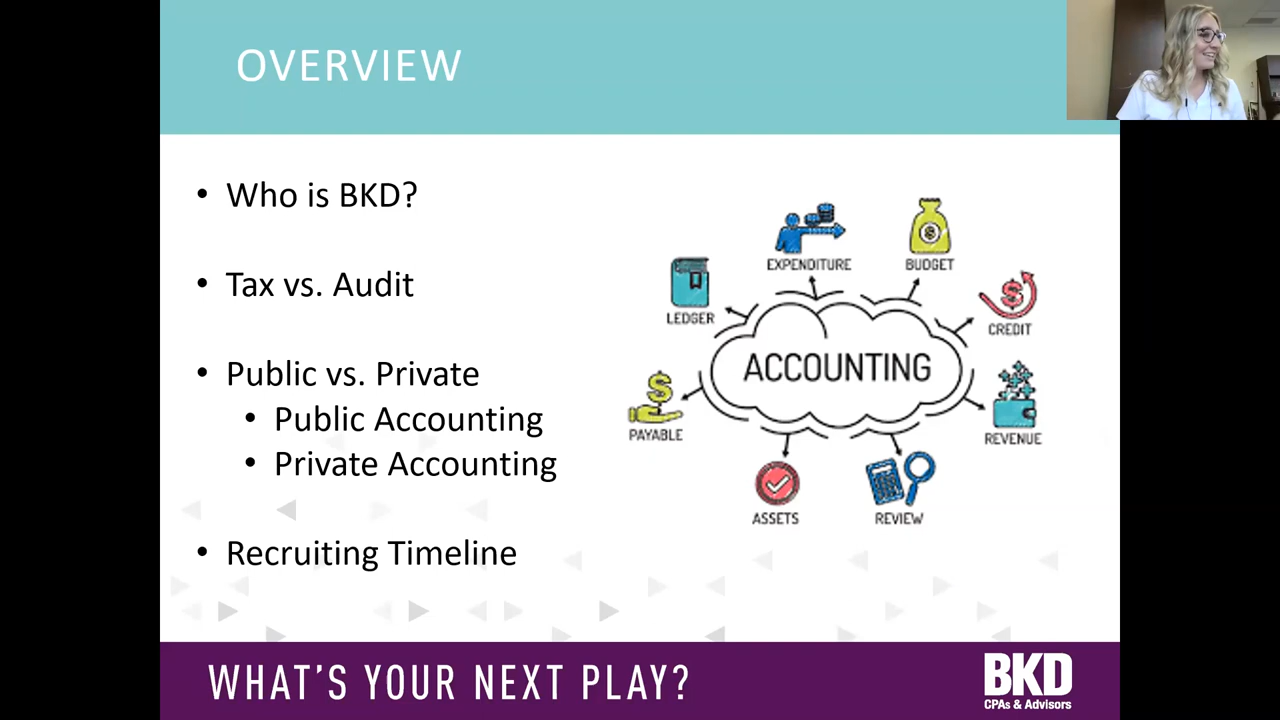 OVERVIEW
• Who is BKD?
• Tax vs. Audit
• Public vs. Private
• Public Accounting
• Private Accounting
• Recruiting Timeline
EXPENDITURE
BUDGET
LEDGER
CREDIT
ACCOUNTING
PAYABLE
REVENUE
ASSETS
REVIEW
WHAT'S YOUR NEXT PLAY?
BKD
CPAs & Advisors